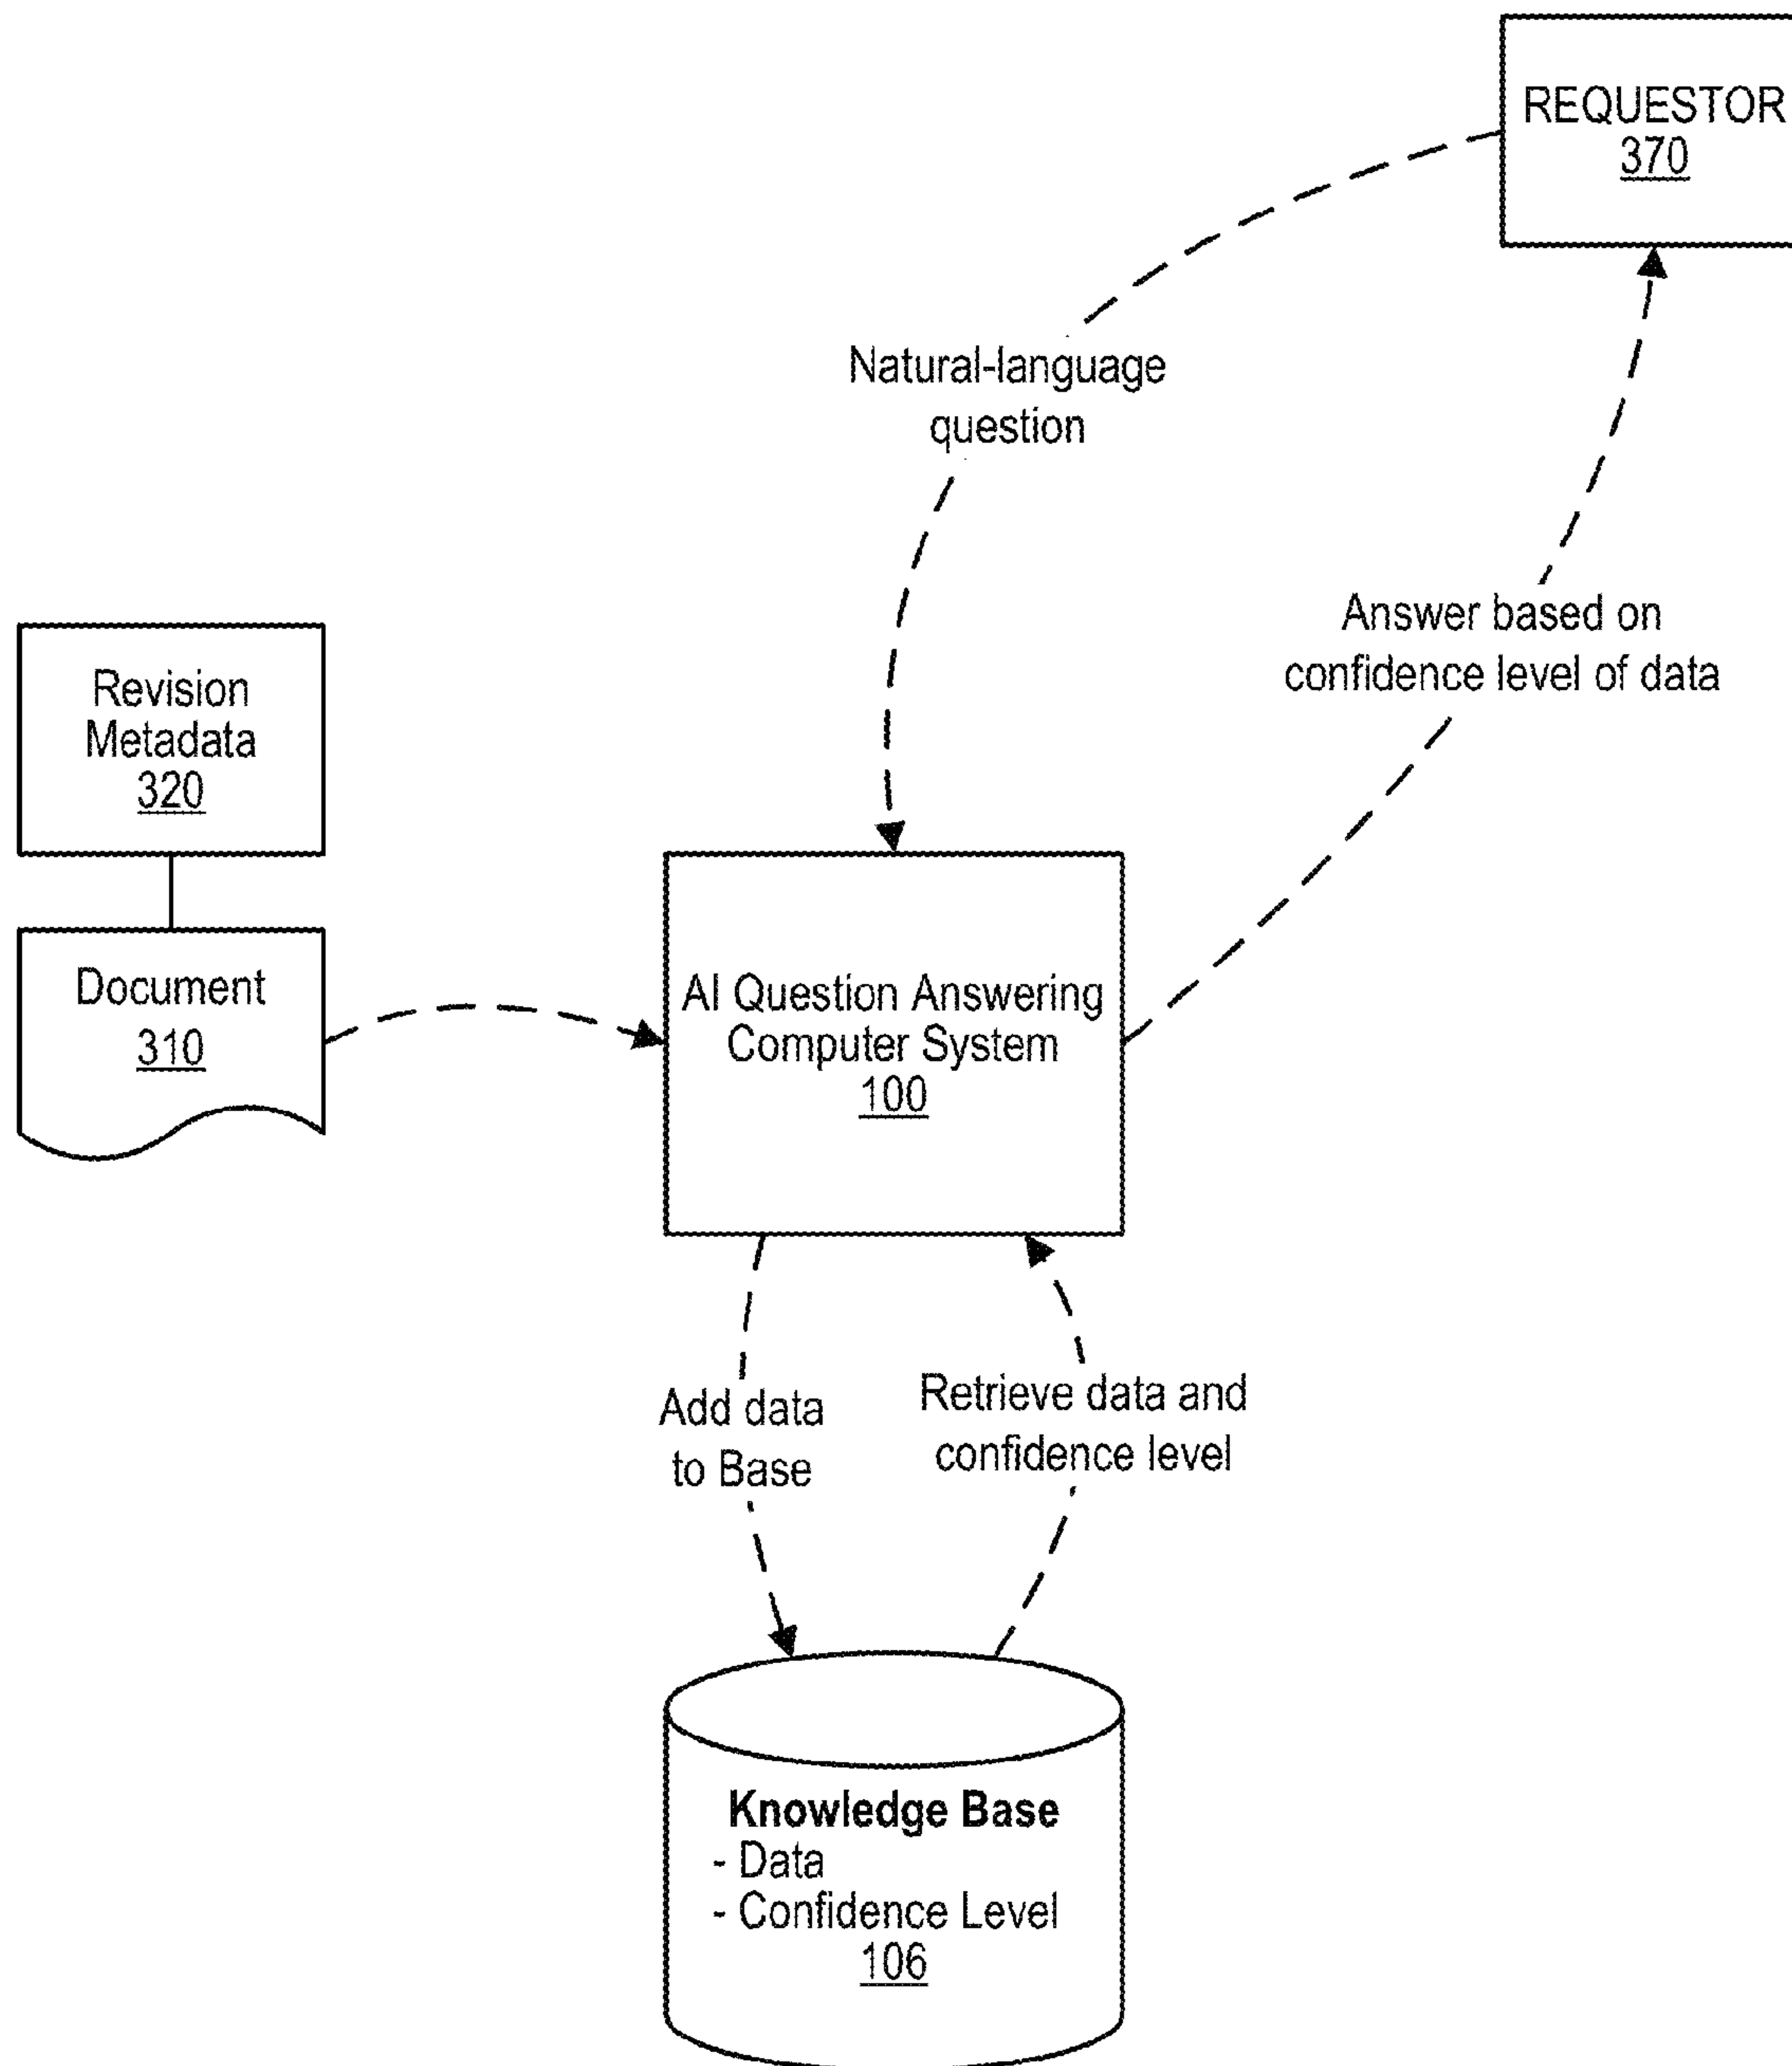 REQUESTOR
370
Natural-language
question
Answer based on
confidence level of data
Revision
Metadata
320
Document
310
AI Question Answering
Computer System
100
Add data
to Base
Retrieve data and
confidence level
Knowledge Base
- Data
- Confidence Level
106